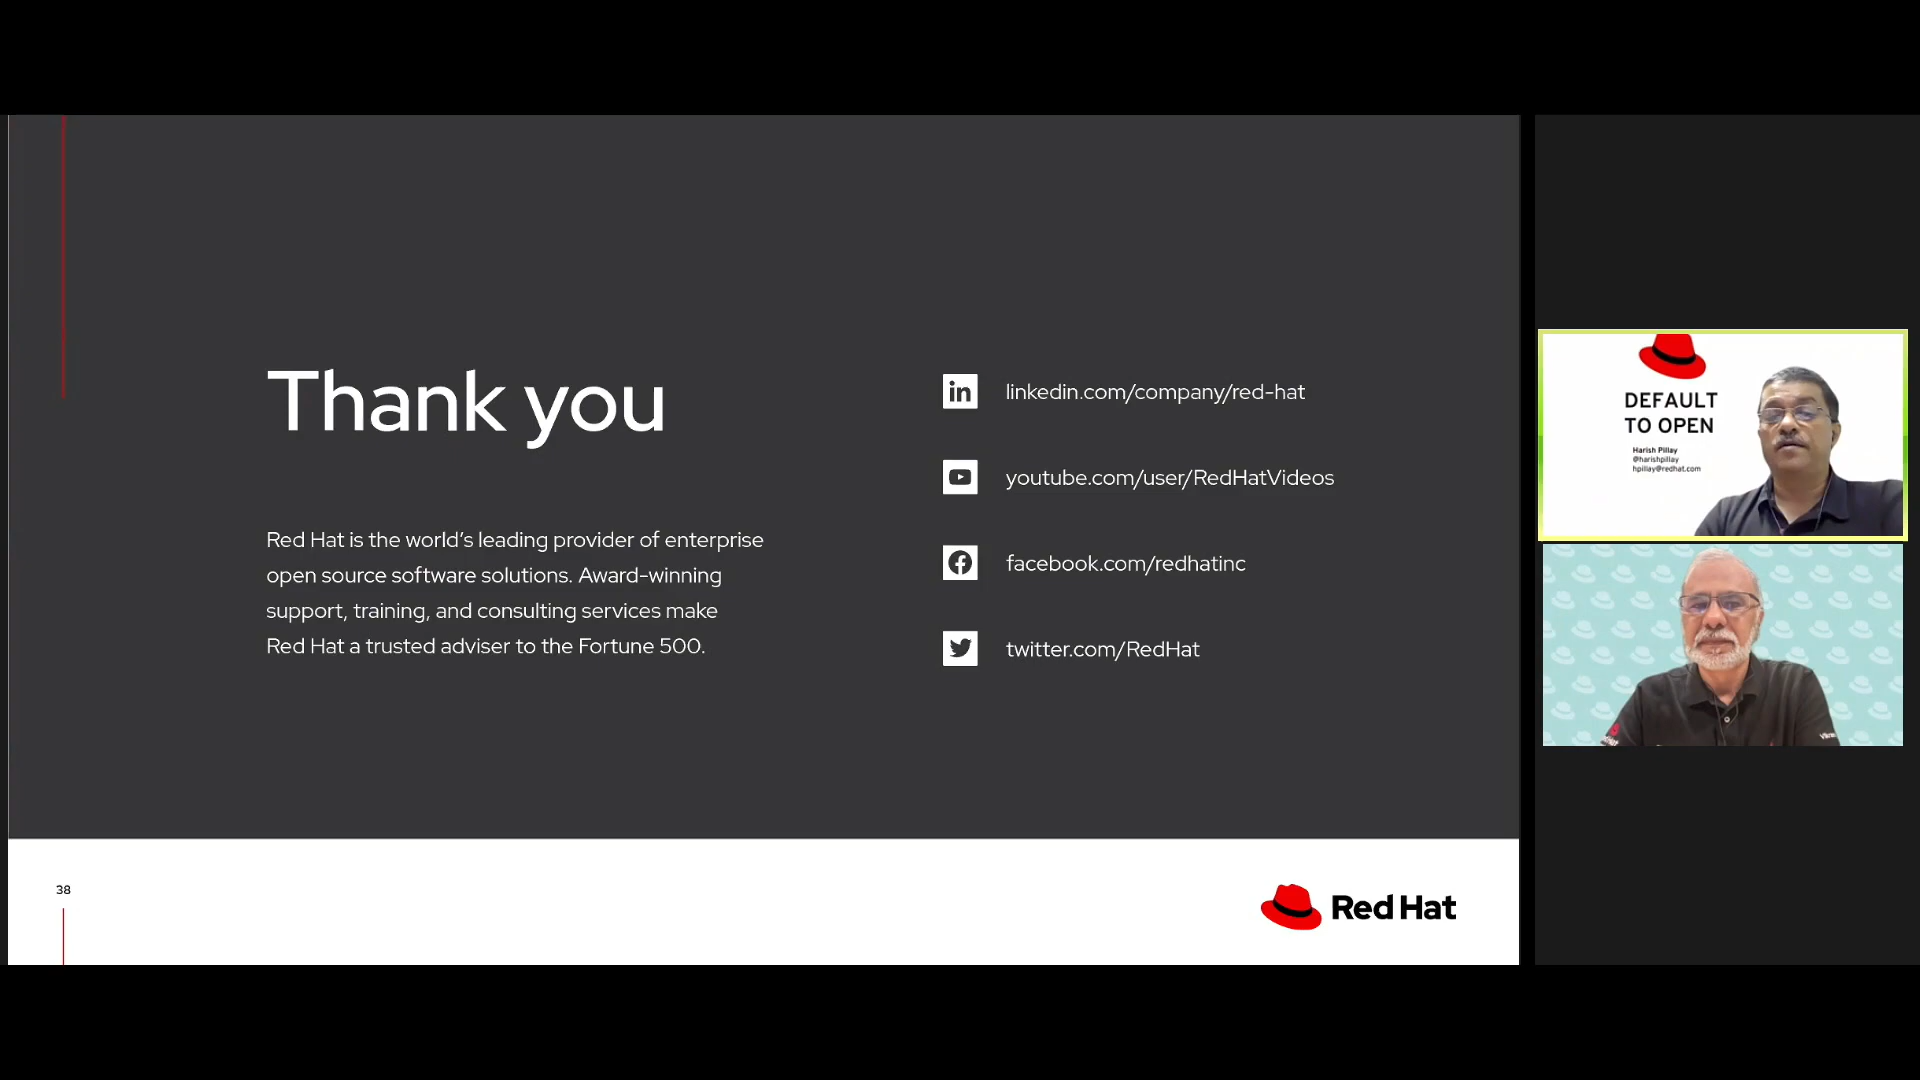 Thank you
Red Hat is the world's leading provider of enterprise
open source software solutions. Award-winning
support, training, and consulting services make
Red Hat a trusted adviser to the Fortune 500.
in
linkedin.com/company/red-hat
youtube.com/user/RedHatVideos
facebook.com/redhatinc
twitter.com/RedHat
38
Red Hat
DEFAULT
TO OPEN
Harish Pillay
@harishpillay
hpillay@redhat.com